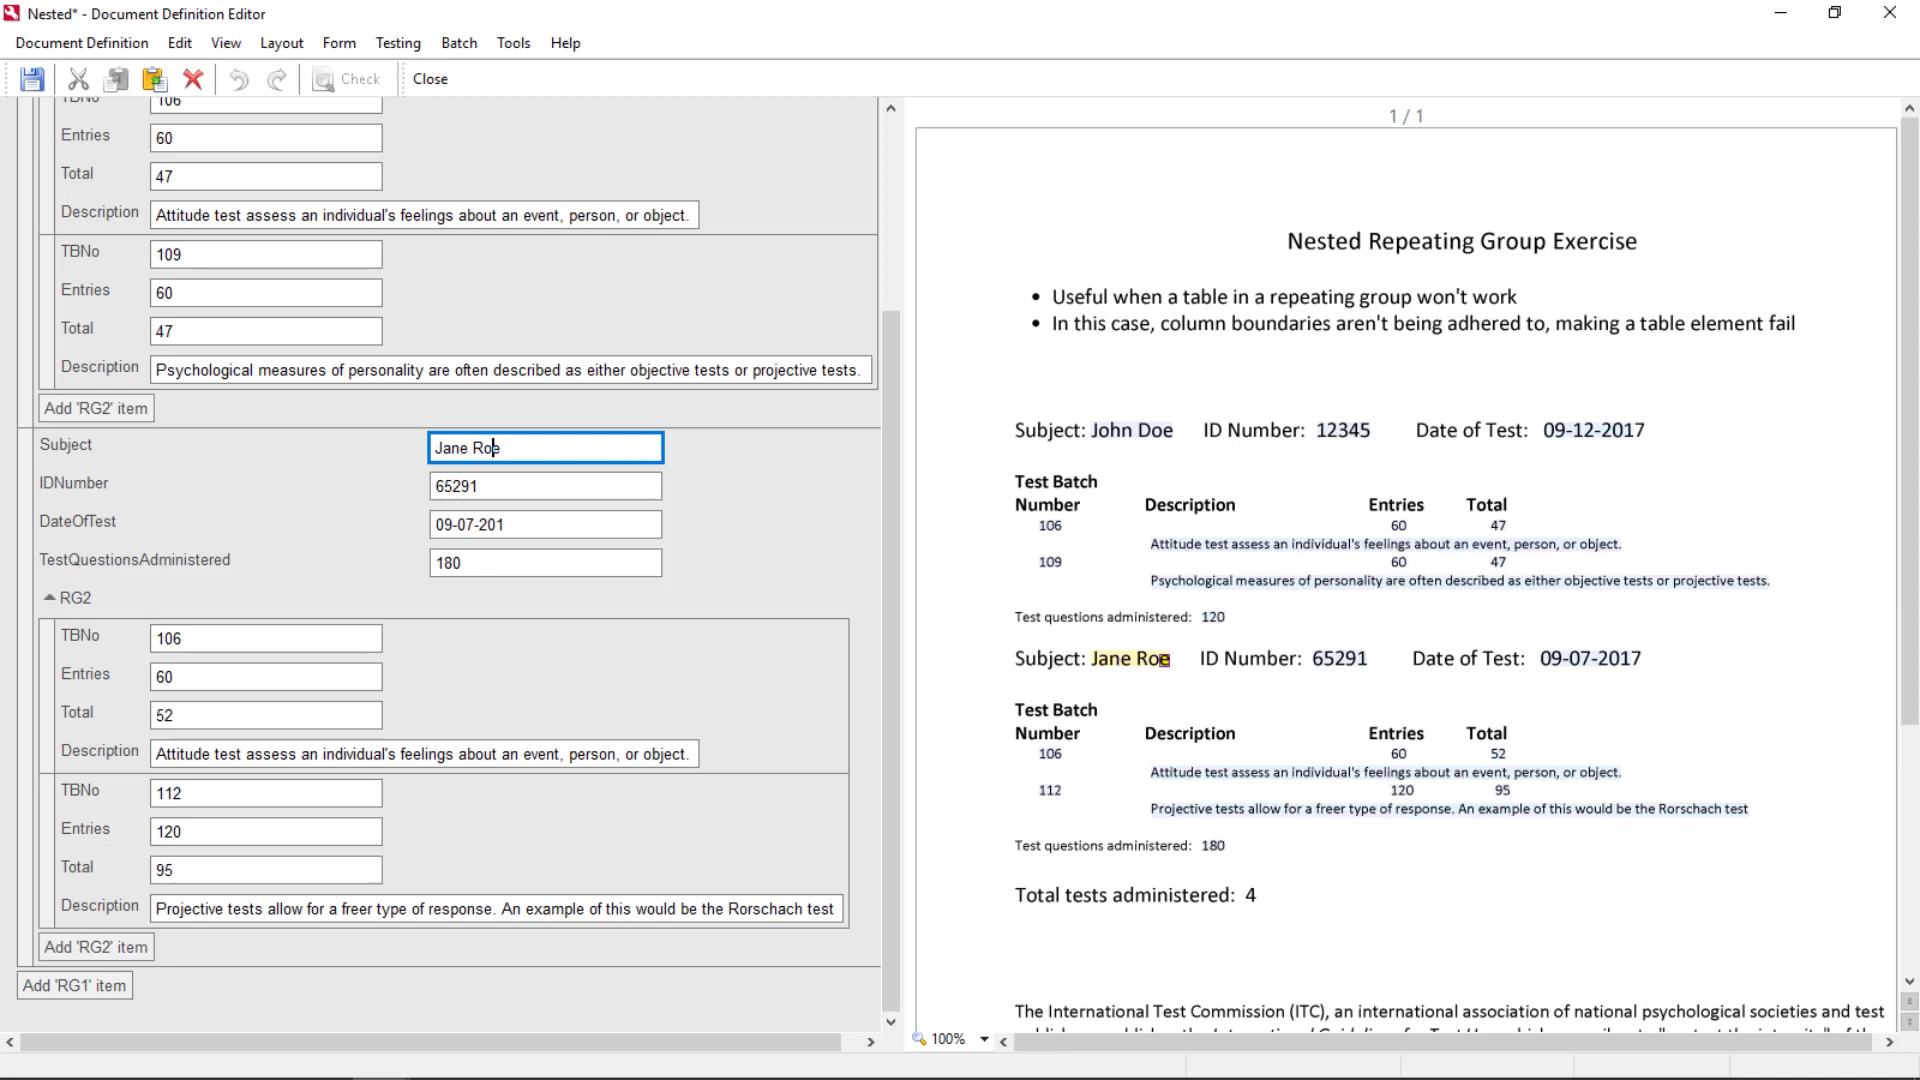 Nested* - Document Definition Editor
Document Definition Edit View Layout Form Testing Batch Tools Help
Check Close
TBNo 106
Entries 60
Total 47
Description Attitude test assess an individual's feelings about an event, person, or object.
TBNo 109
Entries 60
Total 47
Description Psychological measures of personality are often described as either objective tests or projective tests.
Add 'RG2' item
Subject Jane Roe
IDNumber 65291
DateOfTest 09-07-201
TestQuestionsAdministered 180
RG2
TBNo 106
Entries 60
Total 52
Description Attitude test assess an individual's feelings about an event, person, or object.
TBNo 112
Entries 120
Total 95
Description Projective tests allow for a freer type of response. An example of this would be the Rorschach test
Add 'RG2' item
Add 'RG1' item
1 / 1
Nested Repeating Group Exercise
• Useful when a table in a repeating group won't work
• In this case, column boundaries aren't being adhered to, making a table element fail
Subject: John Doe ID Number: 12345 Date of Test: 09-12-2017
Test Batch
Number Description Entries Total
106 60 47
Attitude test assess an individual's feelings about an event, person, or object.
109 60 47
Psychological measures of personality are often described as either objective tests or projective tests.
Test questions administered: 120
Subject: Jane Roe ID Number: 65291 Date of Test: 09-07-2017
Test Batch
Number Description Entries Total
106 60 52
Attitude test assess an individual's feelings about an event, person, or object.
112 120 95
Projective tests allow for a freer type of response. An example of this would be the Rorschach test
Test questions administered: 180
Total tests administered: 4
The International Test Commission (ITC), an international association of national psychological societies and test
100%